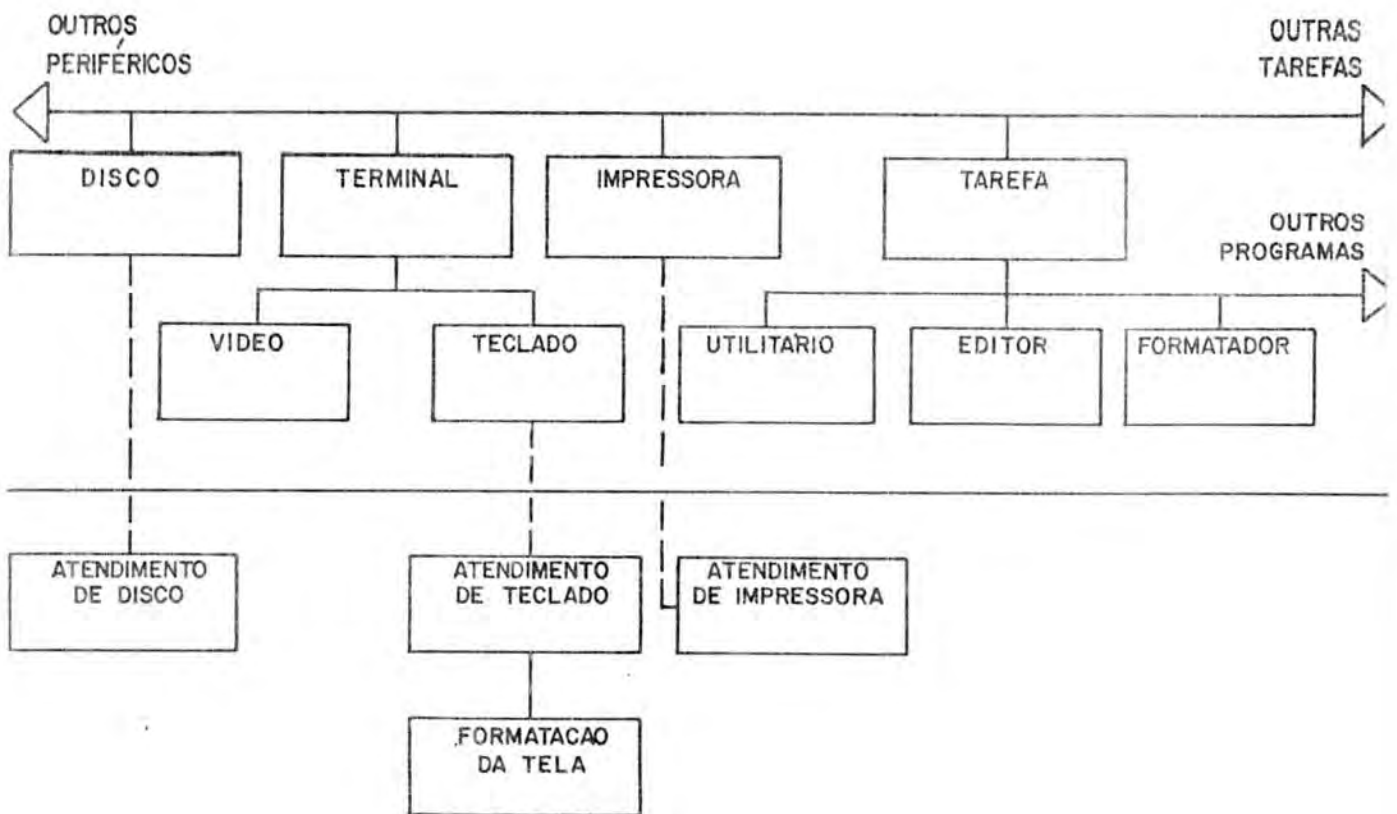 OUTROS
PERIFÉRICOS
OUTRAS
TAREFAS
DISCO
TERMINAL
IMPRESSORA
TAREFA
OUTROS
PROGRAMAS
VIDEO
TECLADO
UTILITÁRIO
EDITOR
FORMATADOR
ATENDIMENTO
DE DISCO
ATENDIMENTO
DE TECLADO
ATENDIMENTO
DE IMPRESSORA
FORMATACAO
DA TELA